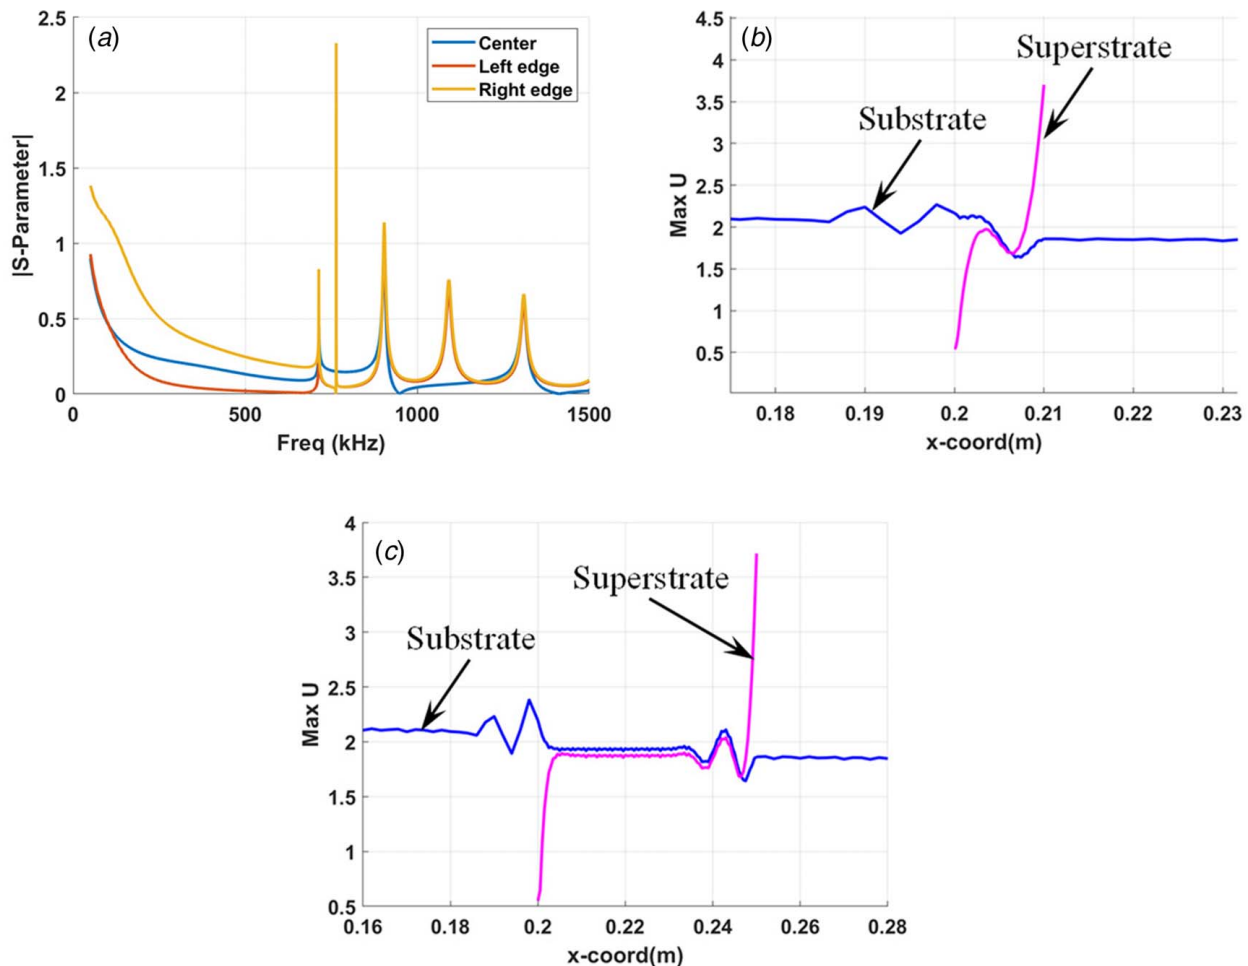 (a)
2.5
2
1.5
1
0.5
0
|S-Parameter|
Center
Left edge
Right edge
0 500 1000 1500
Freq (kHz)
(b)
4.5
4
3.5
3
2.5
2
1.5
1
0.5
Max U
Superstrate
Substrate
0.18 0.19 0.2 0.21 0.22 0.23
x-coord(m)
(c)
4
3.5
3
2.5
2
1.5
1
0.5
Max U
Superstrate
Substrate
0.16 0.18 0.2 0.22 0.24 0.26 0.28
x-coord(m)